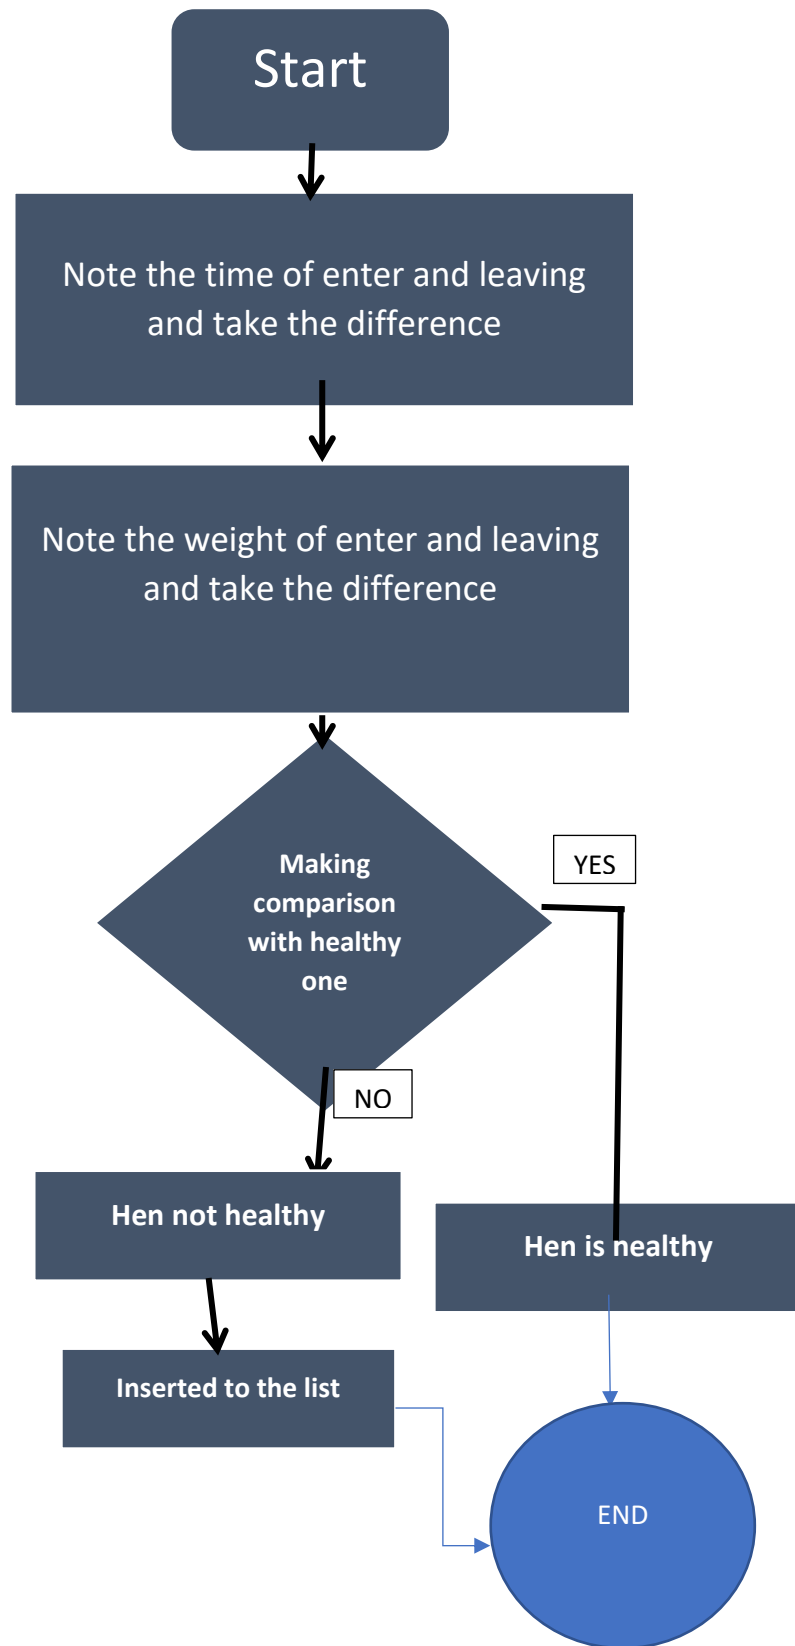 Start
Note the time of enter and leaving
and take the difference
Note the weight of enter and leaving
and take the difference
Making
comparison
with healthy
one
YES
NO
Hen not healthy
Hen is healthy
Inserted to the list
END